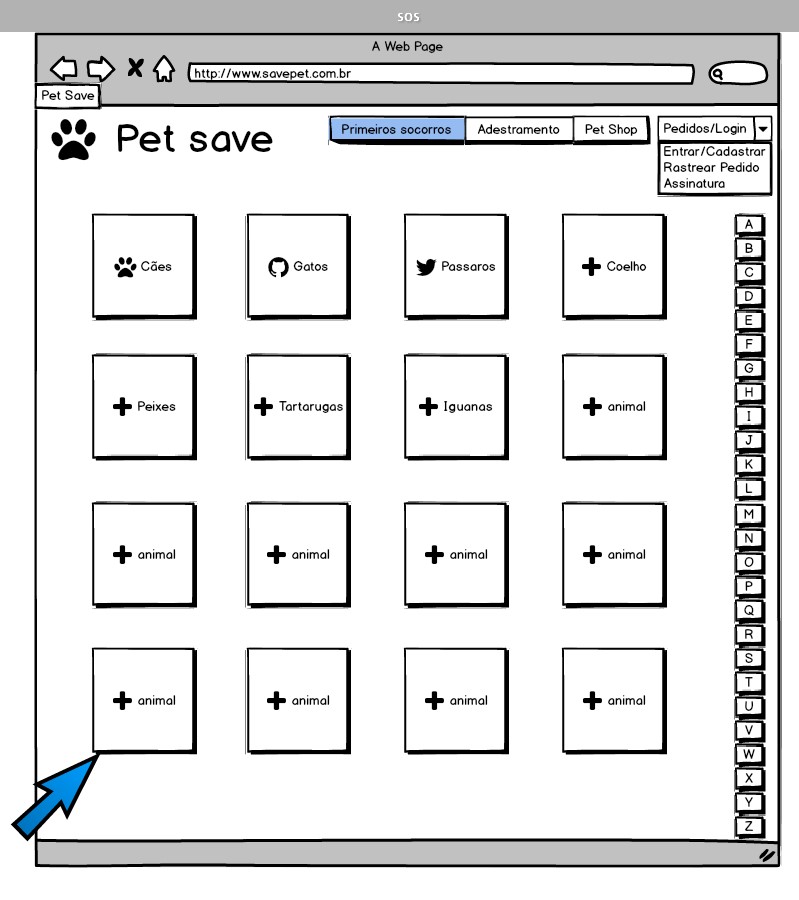 SOS
A Web Page
http://www.savepet.com.br
Pet Save
Pet save
Primeiros socorros
Adestramento
Pet Shop
Pedidos/Login
Entrar/Cadastrar
Rastrear Pedido
Assinatura
Cães
Gatos
Passaros
Coelho
Peixes
Tartarugas
Iguanas
animal
animal
animal
animal
animal
animal
animal
animal
animal
A
B
C
D
E
F
G
H
I
J
K
L
M
N
O
P
Q
R
S
T
U
V
W
X
Y
Z